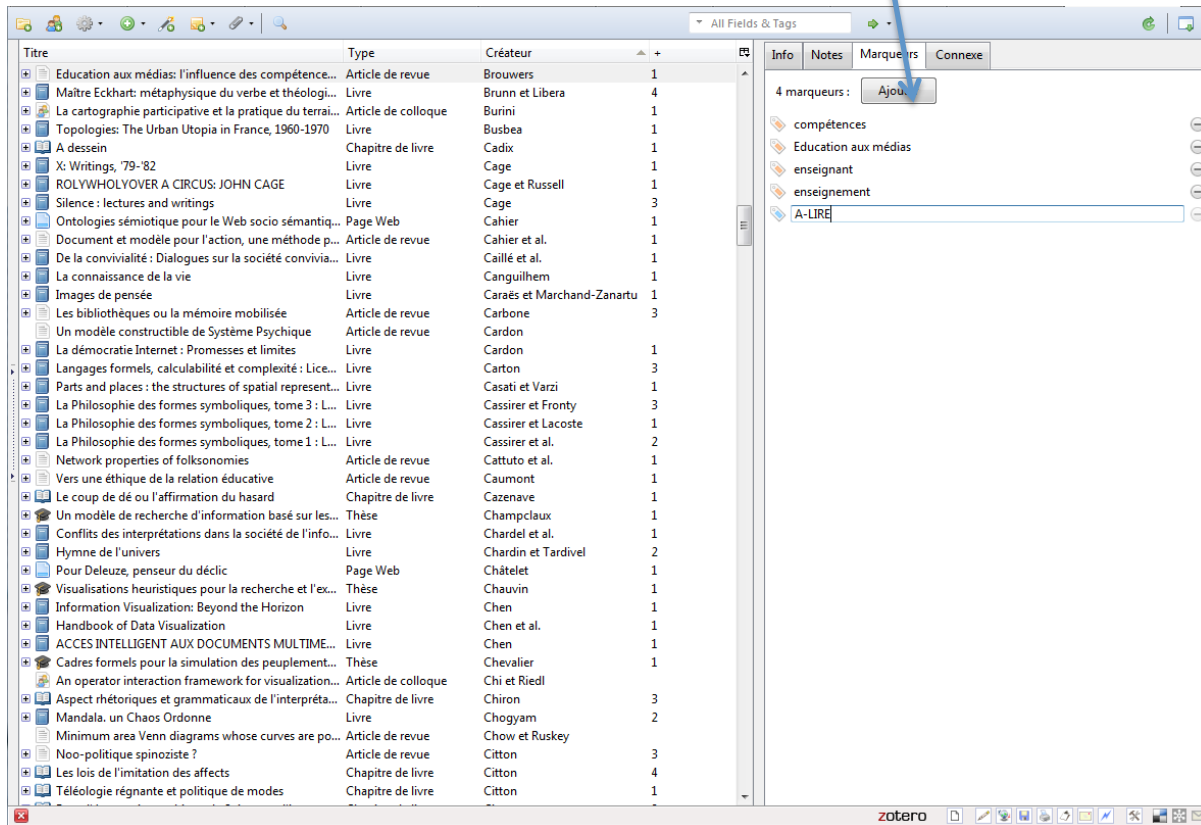 All Fields & Tags
Titre Type Créateur +
Education aux médias: l'influence des compétence... Article de revue Brouwers 1
Maître Eckhart: métaphysique du verbe et théologi... Livre Brunn et Libera 4
La cartographie participative et la pratique du terrai... Article de colloque Burini 1
Topologies: The Urban Utopia in France, 1960-1970 Livre Busbea 1
A dessein Chapitre de livre Cadix 1
X: Writings, '79-'82 Livre Cage 1
ROLYWHOLYOVER A CIRCUS: JOHN CAGE Livre Cage et Russell 1
Silence : lectures and writings Livre Cage 3
Ontologies sémiotique pour le Web socio sémantiq... Page Web Cahier 1
Document et modèle pour l'action, une méthode p... Article de revue Cahier et al. 1
De la convivialité : Dialogues sur la société convivia... Livre Caillé et al. 1
La connaissance de la vie Livre Canguilhem 1
Images de pensée Livre Caraës et Marchand-Zanartu 1
Les bibliothèques ou la mémoire mobilisée Article de revue Carbone 3
Un modèle constructible de Système Psychique Article de revue Cardon
La démocratie Internet : Promesses et limites Livre Cardon 1
Langages formels, calculabilité et complexité : Lice... Livre Carton 3
Parts and places : the structures of spatial represent... Livre Casati et Varzi 1
La Philosophie des formes symboliques, tome 3 : L... Livre Cassirer et Fronty 3
La Philosophie des formes symboliques, tome 2 : L... Livre Cassirer et Lacoste 1
La Philosophie des formes symboliques, tome 1 : L... Livre Cassirer et al. 2
Network properties of folksonomies Article de revue Cattuto et al. 1
Vers une éthique de la relation éducative Article de revue Caumont 1
Le coup de dé ou l'affirmation du hasard Chapitre de livre Cazenave 1
Un modèle de recherche d'information basé sur les... Thèse Champclaux 1
Conflits des interprétations dans la société de l'info... Livre Chardel et al. 1
Hymne de l'univers Livre Chardin et Tardivel 2
Pour Deleuze, penseur du déclic Page Web Châtelet 1
Visualisations heuristiques pour la recherche et l'ex... Thèse Chauvin 1
Information Visualization: Beyond the Horizon Livre Chen 1
Handbook of Data Visualization Livre Chen et al. 1
ACCES INTELLIGENT AUX DOCUMENTS MULTIME... Livre Chen 1
Cadres formels pour la simulation des peuplement... Thèse Chevalier 1
An operator interaction framework for visualization... Article de colloque Chi et Riedl
Aspect rhétoriques et grammaticaux de l'interpréta... Chapitre de livre Chiron 3
Mandala. un Chaos Ordonne Livre Chogyam 2
Minimum area Venn diagrams whose curves are po... Article de revue Chow et Ruskey
Noo-politique spinoziste ? Article de revue Citton 3
Les lois de l'imitation des affects Chapitre de livre Citton 4
Téléologie régnante et politique de modes Chapitre de livre Citton 1
Info Notes Marqueurs Connexe
4 marqueurs :
compétences
Education aux médias
enseignant
enseignement
A-LIRE
zotero